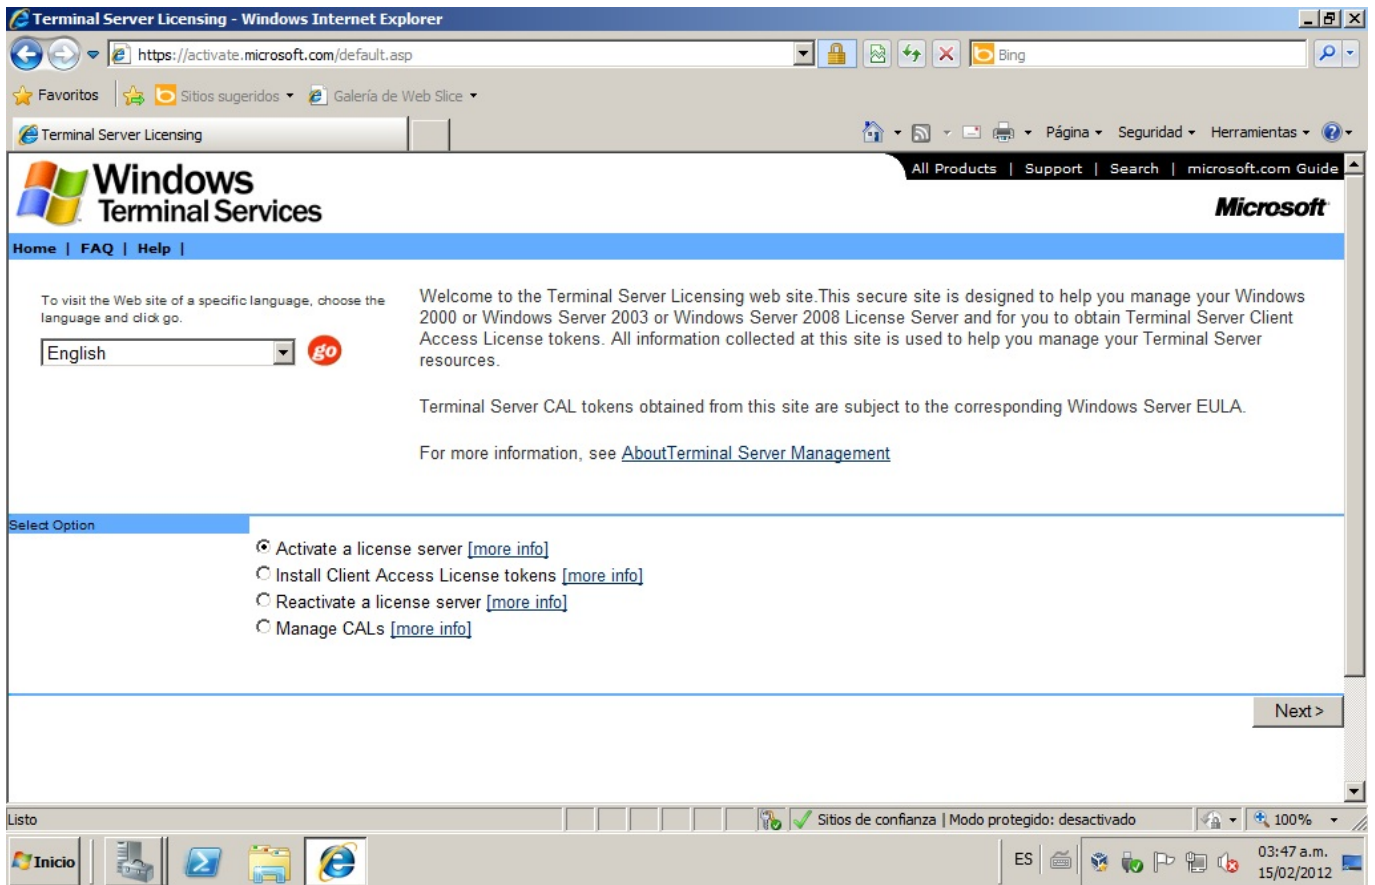 Terminal Server Licensing - Windows Internet Explorer
https://activate.microsoft.com/default.asp
Bing
Favoritos
Sitios sugeridos
Galería de Web Slice
Terminal Server Licensing
Página
Seguridad
Herramientas
All Products | Support | Search | microsoft.com Guide
Windows
Terminal Services
Microsoft
Home | FAQ | Help |
To visit the Web site of a specific language, choose the
language and click go.
English
go
Welcome to the Terminal Server Licensing web site.This secure site is designed to help you manage your Windows
2000 or Windows Server 2003 or Windows Server 2008 License Server and for you to obtain Terminal Server Client
Access License tokens. All information collected at this site is used to help you manage your Terminal Server
resources.
Terminal Server CAL tokens obtained from this site are subject to the corresponding Windows Server EULA.
For more information, see AboutTerminal Server Management
Select Option
Activate a license server [more info]
Install Client Access License tokens [more info]
Reactivate a license server [more info]
Manage CALs [more info]
Next >
Listo
Sitios de confianza | Modo protegido: desactivado
100%
Inicio
ES
03:47 a.m.
15/02/2012